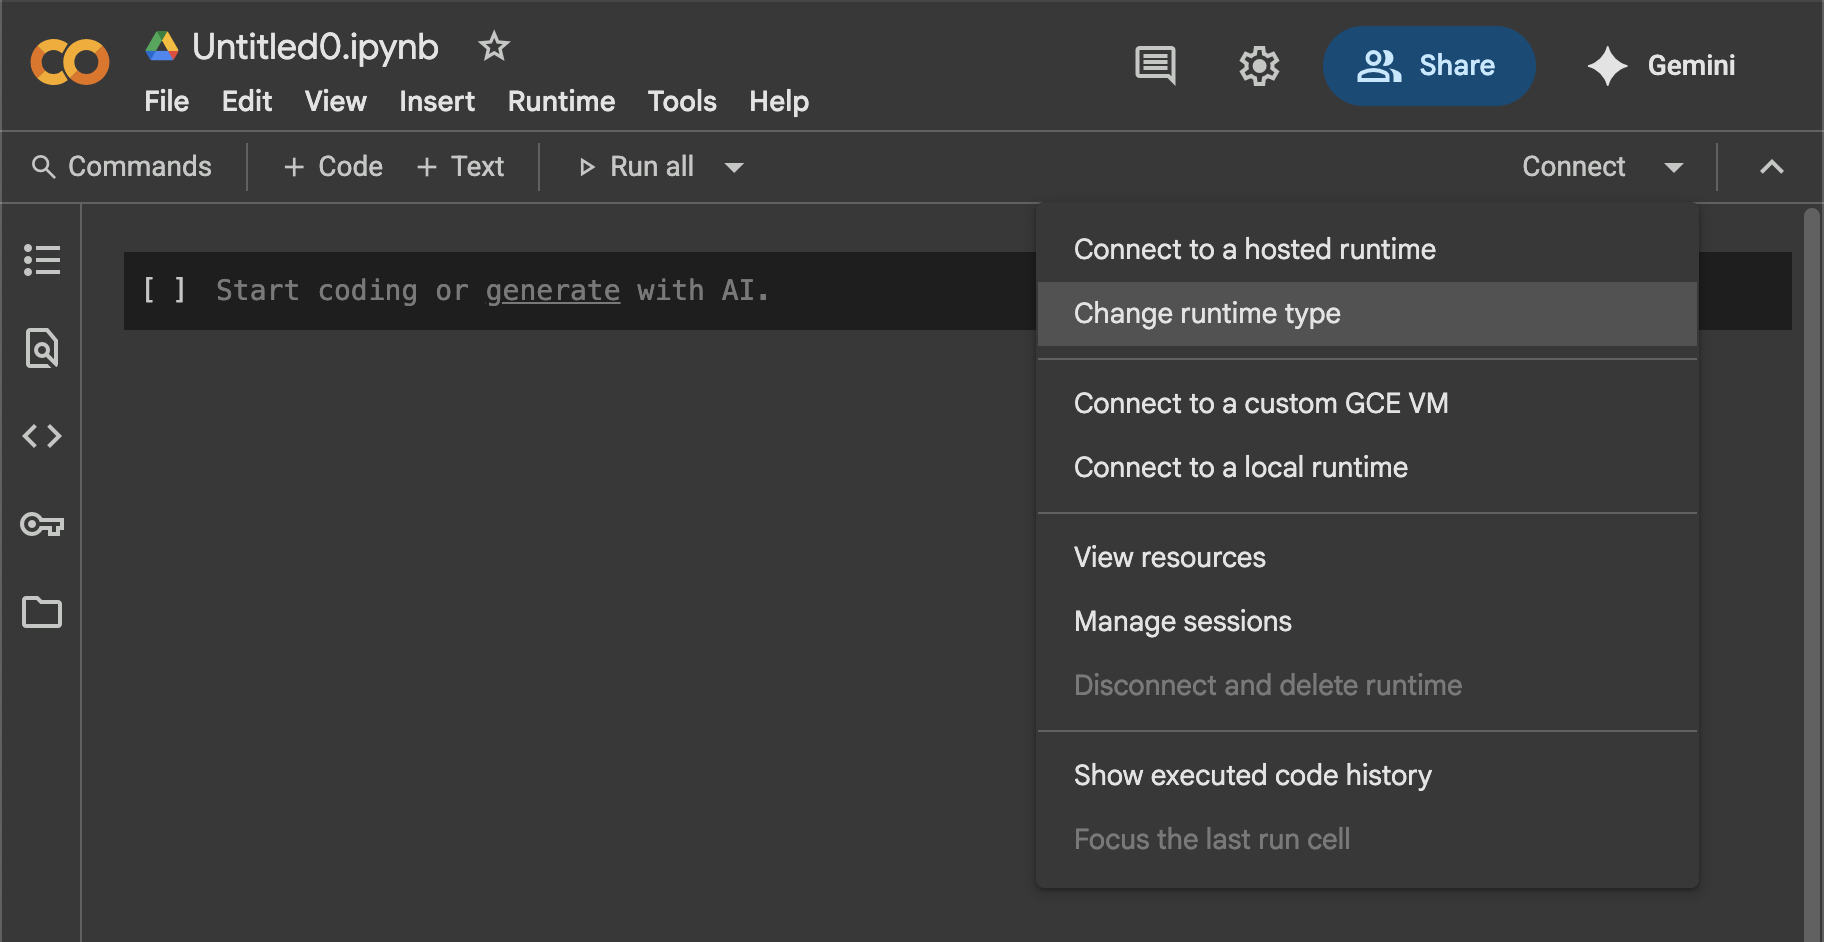 Untitled0.ipynb
Share
Gemini
File Edit View Insert Runtime Tools Help
Commands + Code + Text Run all
Connect
[ ] Start coding or generate with AI.
Connect to a hosted runtime
Change runtime type
Connect to a custom GCE VM
Connect to a local runtime
View resources
Manage sessions
Disconnect and delete runtime
Show executed code history
Focus the last run cell